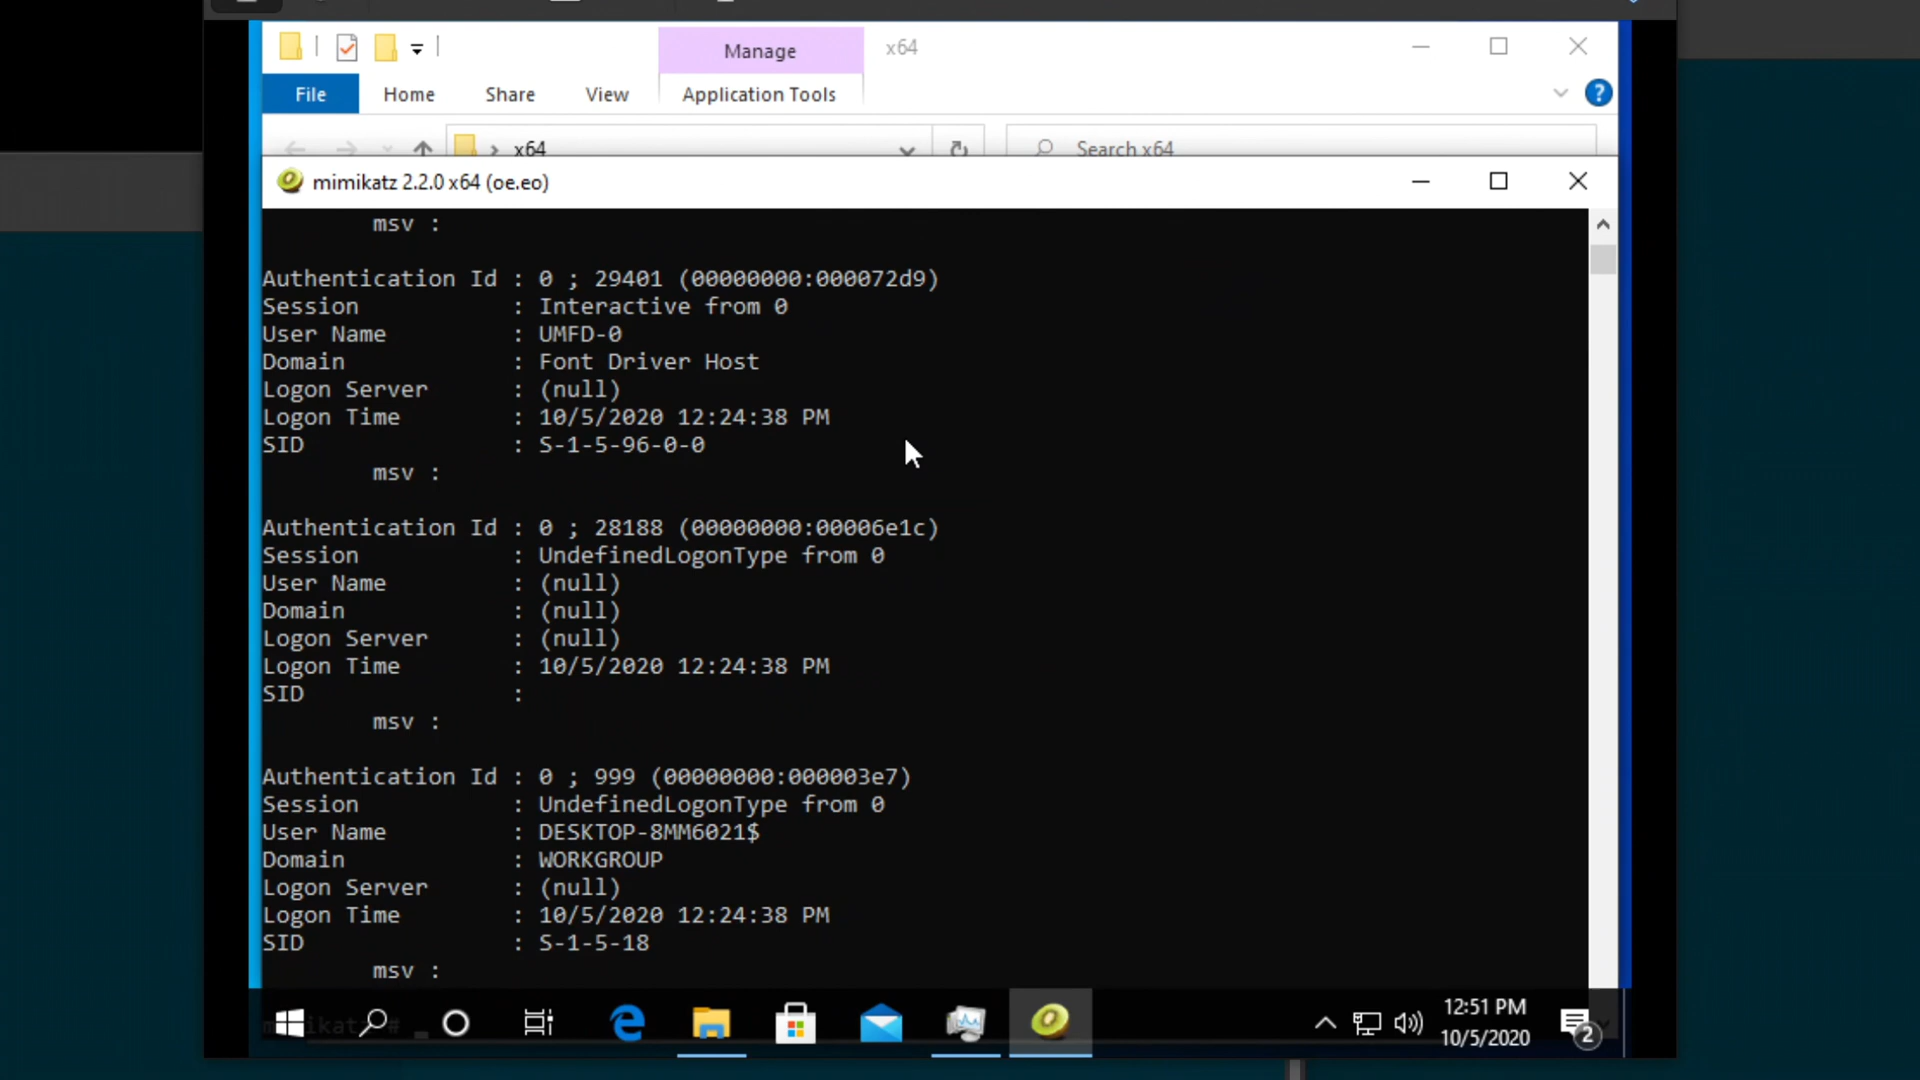 Manage
x64
File
Home
Share
View
Application Tools
x64
Search x64
mimikatz 2.2.0 x64 (oe.eo)
msv :
Authentication Id : 0 ; 29401 (00000000:000072d9)
Session : Interactive from 0
User Name : UMFD-0
Domain : Font Driver Host
Logon Server : (null)
Logon Time : 10/5/2020 12:24:38 PM
SID : S-1-5-96-0-0
msv :
Authentication Id : 0 ; 28188 (00000000:00006e1c)
Session : UndefinedLogonType from 0
User Name : (null)
Domain : (null)
Logon Server : (null)
Logon Time : 10/5/2020 12:24:38 PM
SID :
msv :
Authentication Id : 0 ; 999 (00000000:000003e7)
Session : UndefinedLogonType from 0
User Name : DESKTOP-8MM6021$
Domain : WORKGROUP
Logon Server : (null)
Logon Time : 10/5/2020 12:24:38 PM
SID : S-1-5-18
msv :
12:51 PM
10/5/2020
2